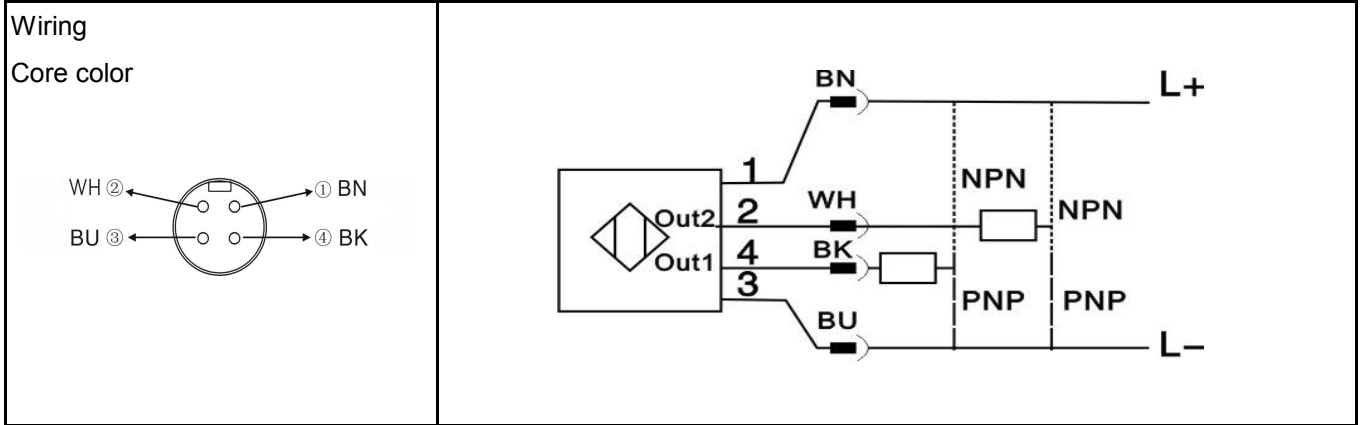 Wiring
Core color
WH ② ① BN
BU ③ ④ BK
BN L+
1
NPN
WH NPN
Out2 2
BK
Out1 4
3
PNP PNP
BU
L−